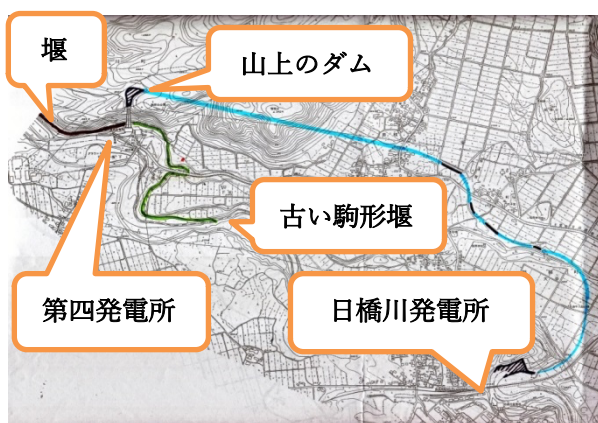 堰
山上のダム
古い駒形堰
第四発電所
日橋川発電所